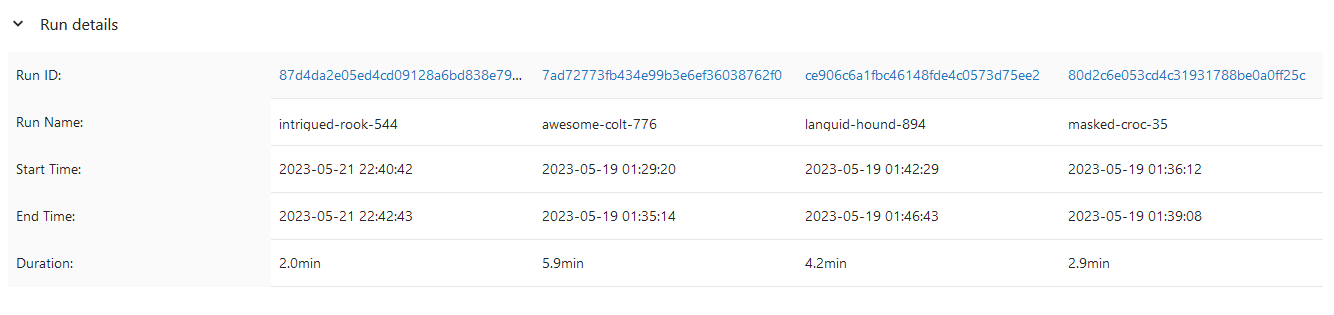 Run details
Run ID: 87d4da2e05ed4cd09128a6bd838e79... 7ad72773fb434e99b3e6ef36038762f0 ce906c6a1fbc46148fde4c0573d75ee2 80d2c6e053cd4c31931788be0a0ff25c
Run Name: intrigued-rook-544 awesome-colt-776 languid-hound-894 masked-croc-35
Start Time: 2023-05-21 22:40:42 2023-05-19 01:29:20 2023-05-19 01:42:29 2023-05-19 01:36:12
End Time: 2023-05-21 22:42:43 2023-05-19 01:35:14 2023-05-19 01:46:43 2023-05-19 01:39:08
Duration: 2.0min 5.9min 4.2min 2.9min